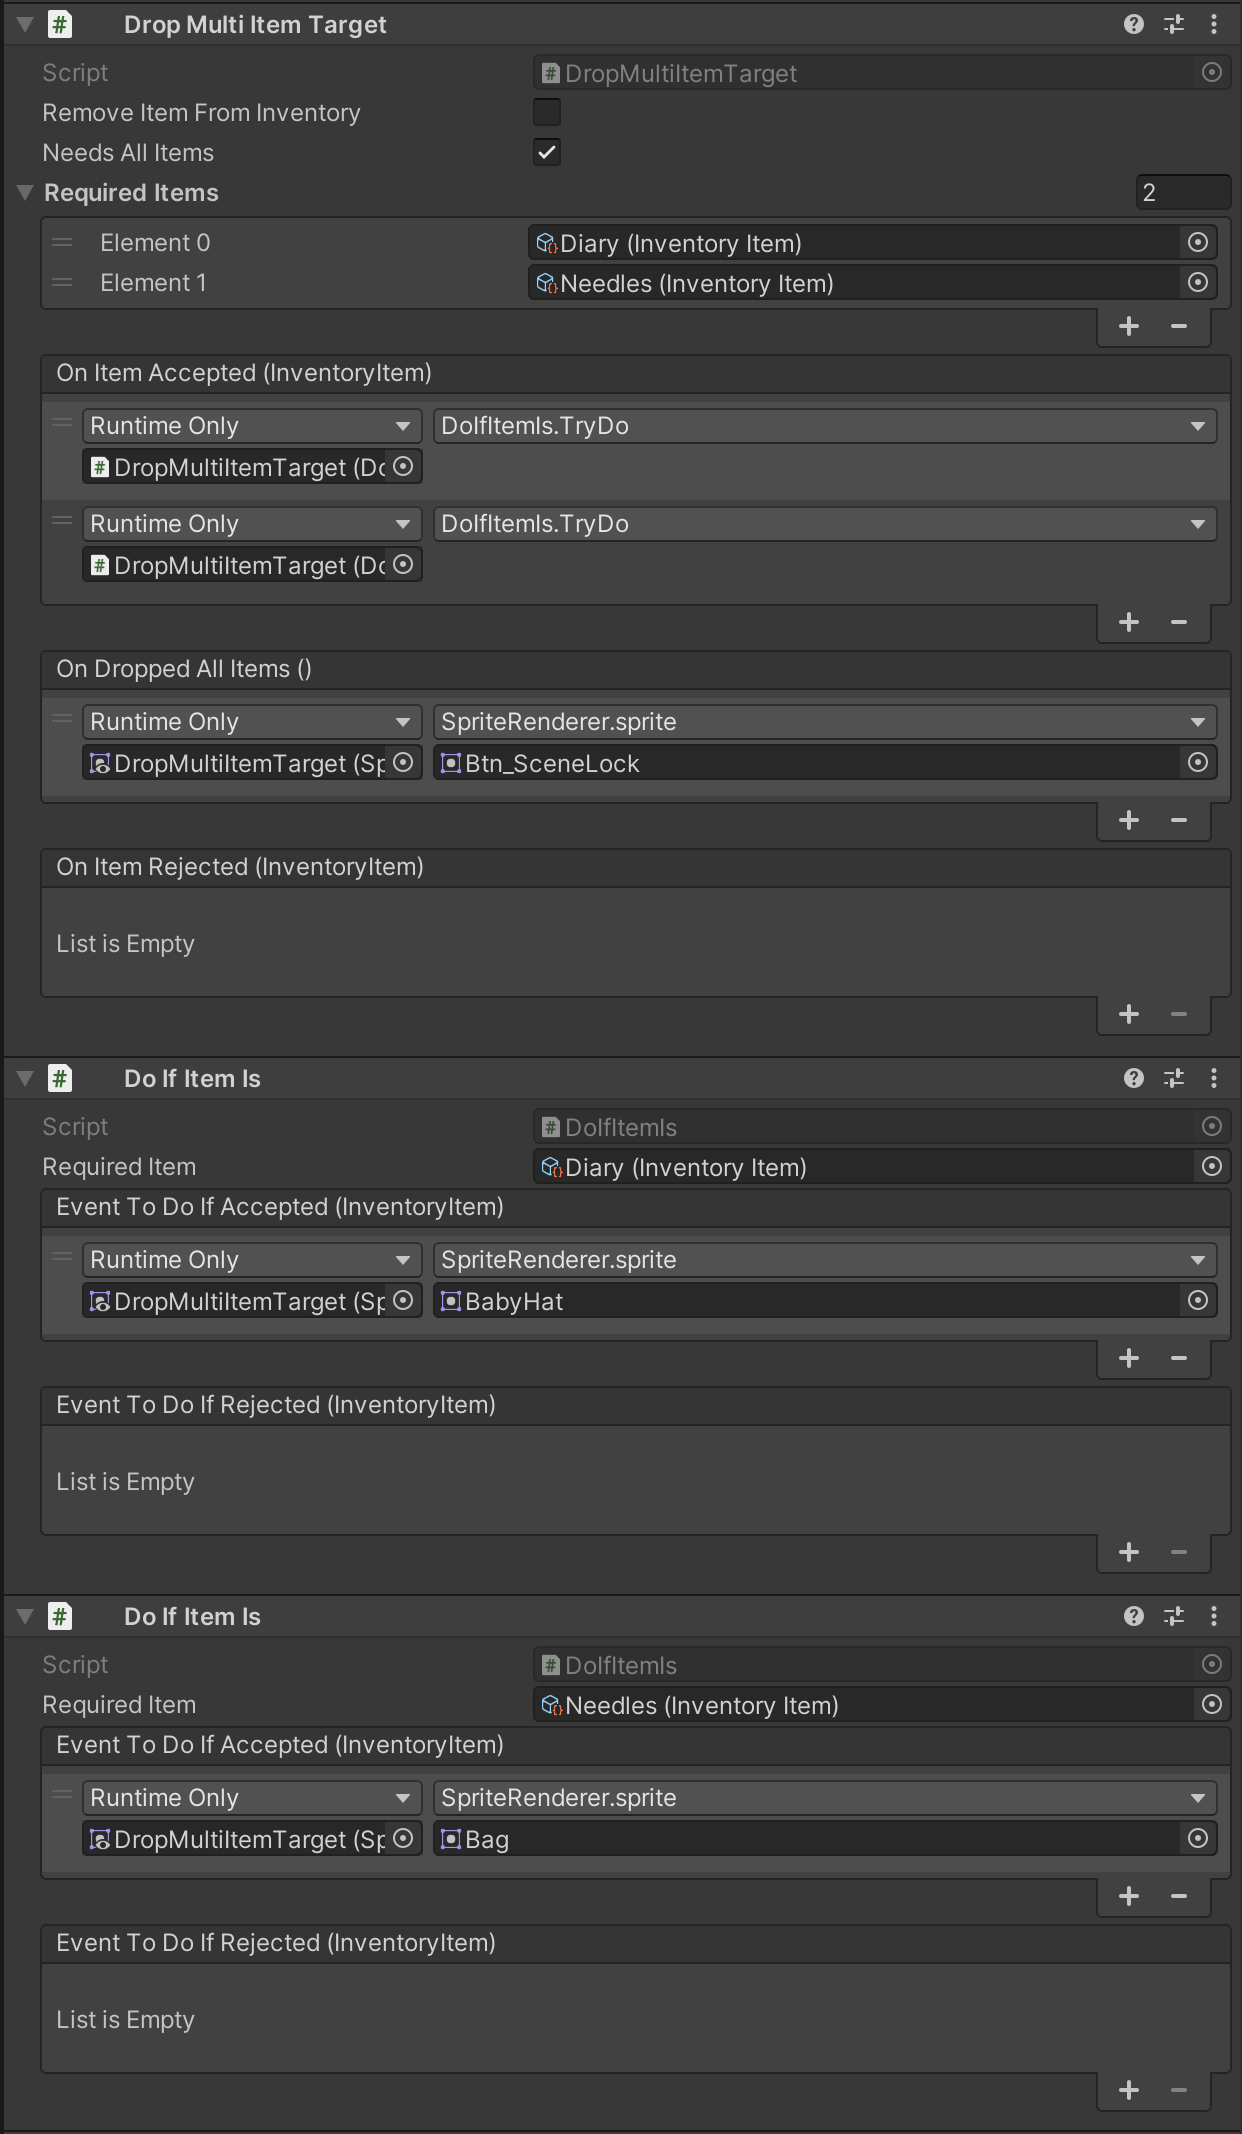 Drop Multi Item Target
Script
DropMultiItemTarget
Remove Item From Inventory
Needs All Items
Required Items
2
Element 0
Diary (Inventory Item)
Element 1
Needles (Inventory Item)
On Item Accepted (InventoryItem)
Runtime Only
DoIfItemIs.TryDo
DropMultiItemTarget (Do
Runtime Only
DoIfItemIs.TryDo
DropMultiItemTarget (Do
On Dropped All Items ()
Runtime Only
SpriteRenderer.sprite
DropMultiItemTarget (Sp
Btn_SceneLock
On Item Rejected (InventoryItem)
List is Empty
Do If Item Is
Script
DoIfItemIs
Required Item
Diary (Inventory Item)
Event To Do If Accepted (InventoryItem)
Runtime Only
SpriteRenderer.sprite
DropMultiItemTarget (Sp
BabyHat
Event To Do If Rejected (InventoryItem)
List is Empty
Do If Item Is
Script
DoIfItemIs
Required Item
Needles (Inventory Item)
Event To Do If Accepted (InventoryItem)
Runtime Only
SpriteRenderer.sprite
DropMultiItemTarget (Sp
Bag
Event To Do If Rejected (InventoryItem)
List is Empty